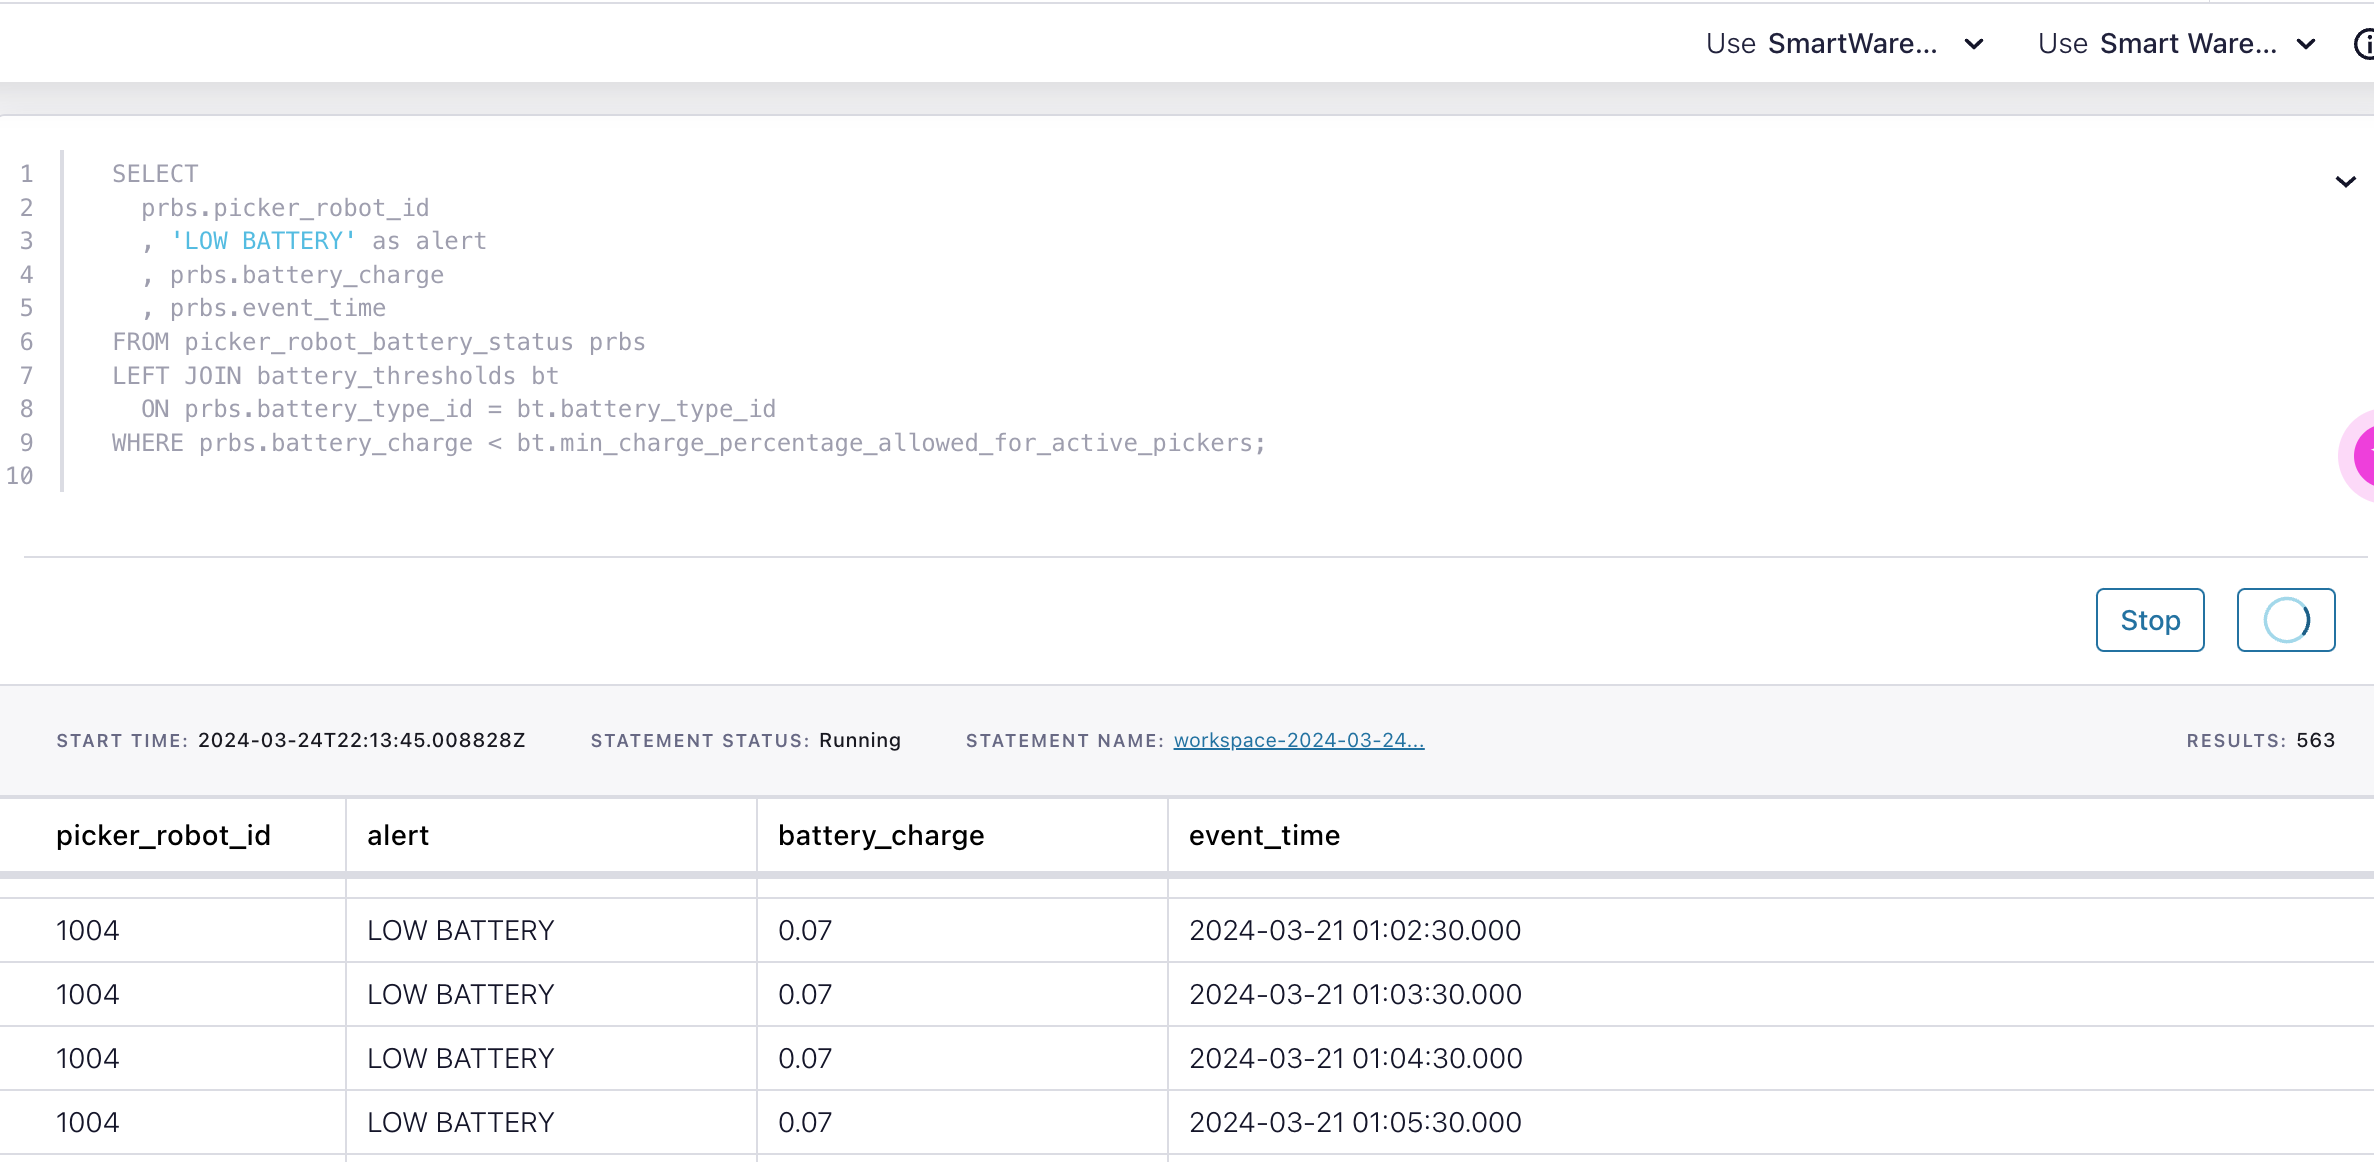 Use SmartWare... Use Smart Ware...
1 SELECT
2 prbs.picker_robot_id
3 , 'LOW BATTERY' as alert
4 , prbs.battery_charge
5 , prbs.event_time
6 FROM picker_robot_battery_status prbs
7 LEFT JOIN battery_thresholds bt
8 ON prbs.battery_type_id = bt.battery_type_id
9 WHERE prbs.battery_charge < bt.min_charge_percentage_allowed_for_active_pickers;
10
Stop
START TIME: 2024-03-24T22:13:45.008828Z STATEMENT STATUS: Running STATEMENT NAME: workspace-2024-03-24... RESULTS: 563
picker_robot_id alert battery_charge event_time
1004 LOW BATTERY 0.07 2024-03-21 01:02:30.000
1004 LOW BATTERY 0.07 2024-03-21 01:03:30.000
1004 LOW BATTERY 0.07 2024-03-21 01:04:30.000
1004 LOW BATTERY 0.07 2024-03-21 01:05:30.000